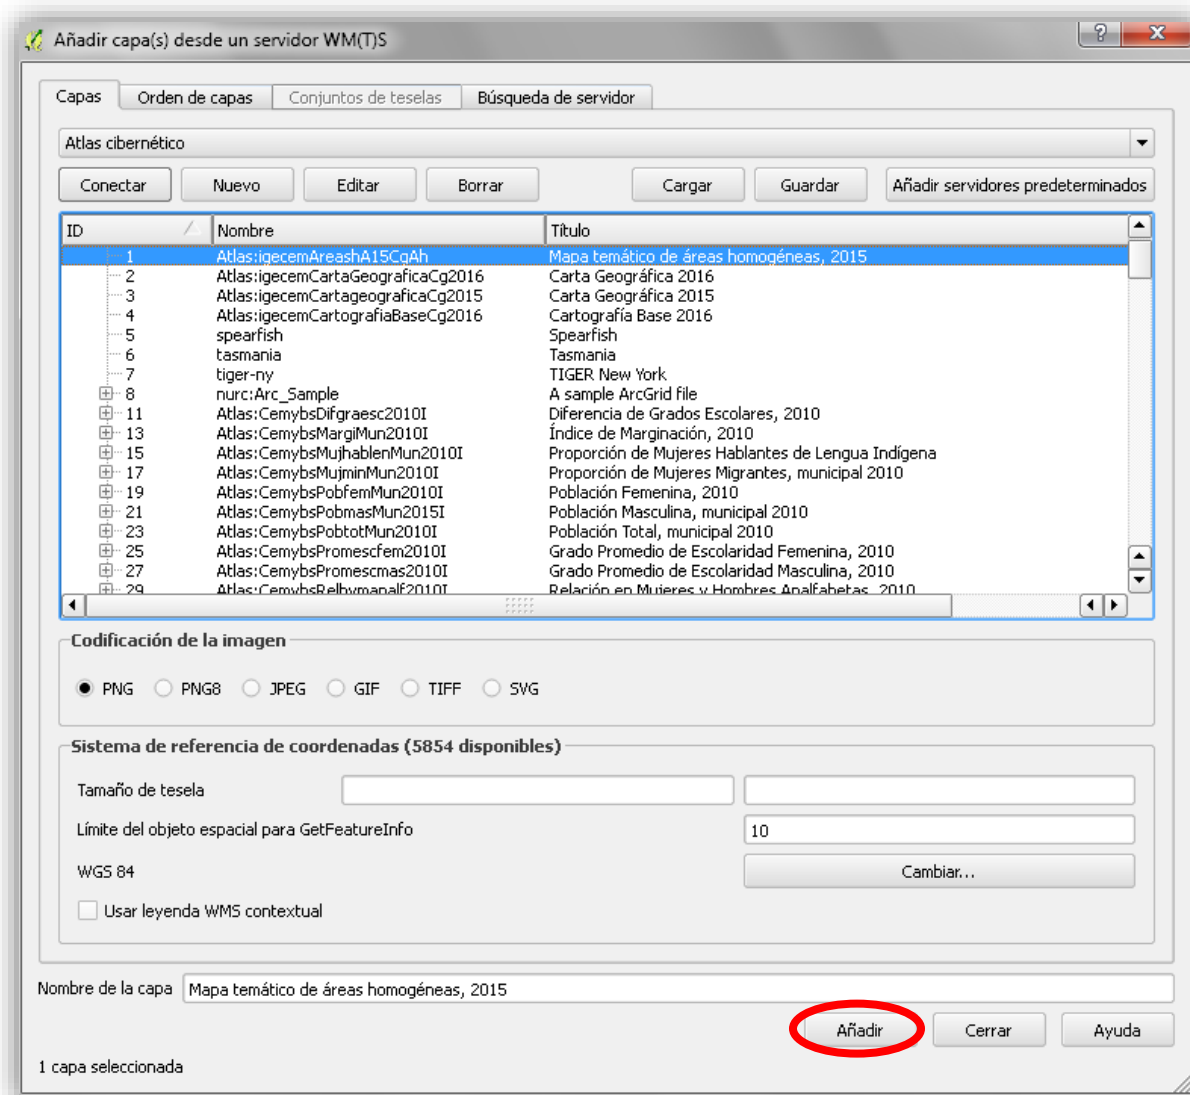 Añadir capa(s) desde un servidor WM(T)S
Capas Orden de capas Conjuntos de teselas Búsqueda de servidor
Atlas cibernético
Conectar Nuevo Editar Borrar Cargar Guardar Añadir servidores predeterminados
ID Nombre Título
1 Atlas:igecemAreashA15CgAh Mapa temático de áreas homogéneas, 2015
2 Atlas:igecemCartaGeograficaCg2016 Carta Geográfica 2016
3 Atlas:igecemCartageograficaCg2015 Carta Geográfica 2015
4 Atlas:igecemCartografiaBaseCg2016 Cartografía Base 2016
5 spearfish Spearfish
6 tasmania Tasmania
7 tiger-ny TIGER New York
8 nurc:Arc_Sample A sample ArcGrid file
11 Atlas:CemybsDifgraesc2010I Diferencia de Grados Escolares, 2010
13 Atlas:CemybsMargiMun2010I Índice de Marginación, 2010
15 Atlas:CemybsMujhablenMun2010I Proporción de Mujeres Hablantes de Lengua Indígena
17 Atlas:CemybsMujminMun2010I Proporción de Mujeres Migrantes, municipal 2010
19 Atlas:CemybsPobfemMun2010I Población Femenina, 2010
21 Atlas:CemybsPobmasMun2015I Población Masculina, municipal 2010
23 Atlas:CemybsPobtotMun2010I Población Total, municipal 2010
25 Atlas:CemybsPromescfem2010I Grado Promedio de Escolaridad Femenina, 2010
27 Atlas:CemybsPromescmas2010I Grado Promedio de Escolaridad Masculina, 2010
29 Atlas:CemybsRelbymapalf2010I Relación en Mujeres y Hombres Analfabetas, 2010
Codificación de la imagen
PNG PNG8 JPEG GIF TIFF SVG
Sistema de referencia de coordenadas (5854 disponibles)
Tamaño de tesela
Límite del objeto espacial para GetFeatureInfo 10
WGS 84 Cambiar...
Usar leyenda WMS contextual
Nombre de la capa Mapa temático de áreas homogéneas, 2015
Añadir Cerrar Ayuda
1 capa seleccionada